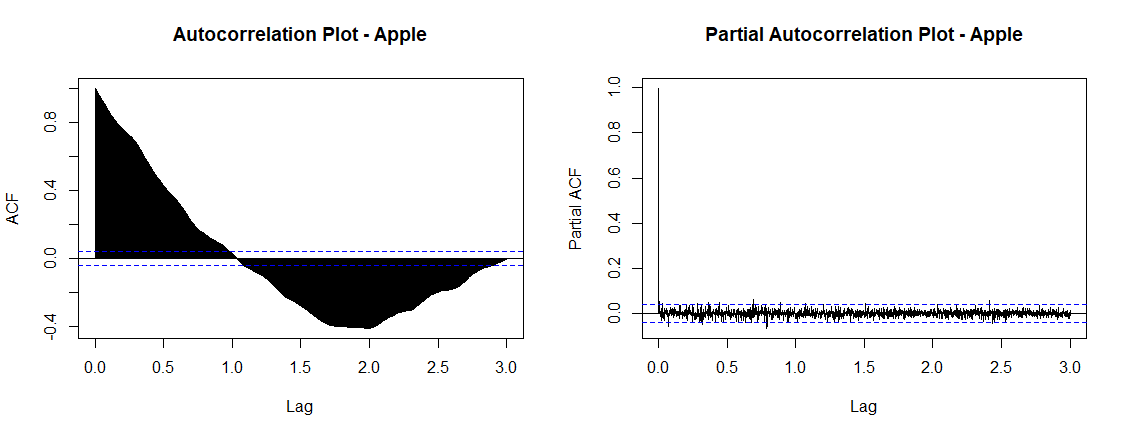 Autocorrelation Plot - Apple
ACF
0.8
0.4
0.0
-0.4
0.0 0.5 1.0 1.5 2.0 2.5 3.0
Lag
Partial Autocorrelation Plot - Apple
Partial ACF
1.0
0.8
0.6
0.4
0.2
0.0
0.0 0.5 1.0 1.5 2.0 2.5 3.0
Lag